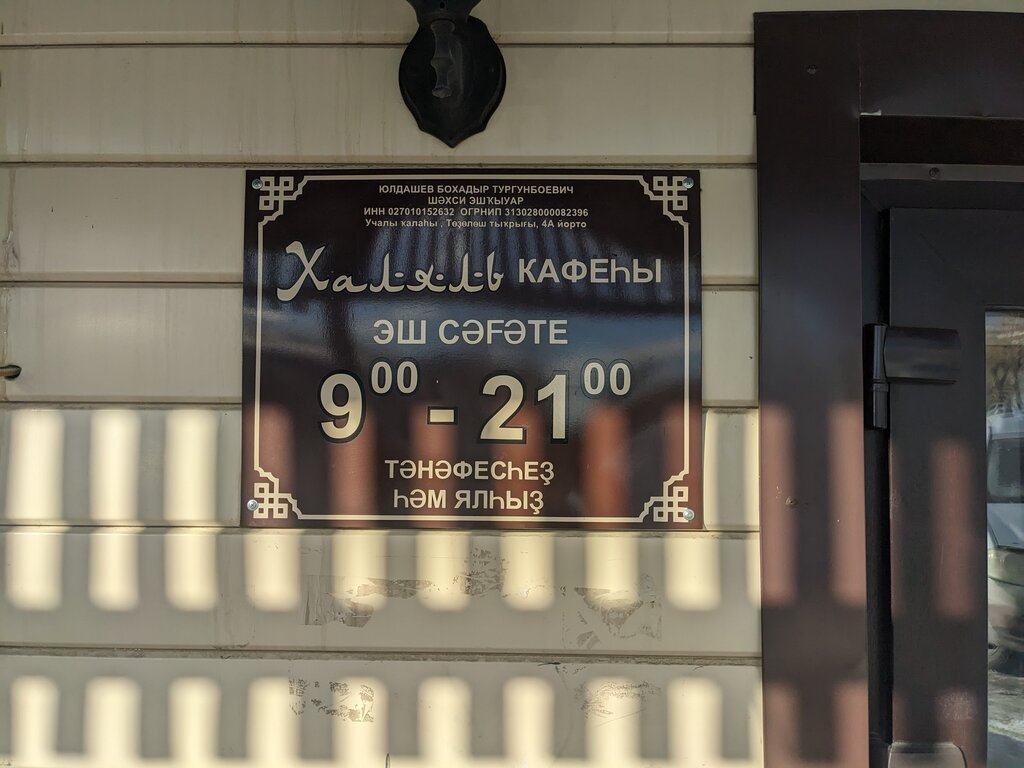 ЮЛДАШЕВ БОХАДЫР ТУРГУНБОЕВИЧ
ШӘХСИ ЭШҠЫУАР
ИНН 027010152632 ОГРНИП 313028000082396
Учалы ҡалаһы , Төҙөлөш тыҡрығы, 4А йорто
Халяль КАФЕҺЫ
ЭШ СӘҒӘТЕ
9⁰⁰ - 21⁰⁰
ТӘНӘФЕСҺЕҘ
ҺӘМ ЯЛҺЫҘ